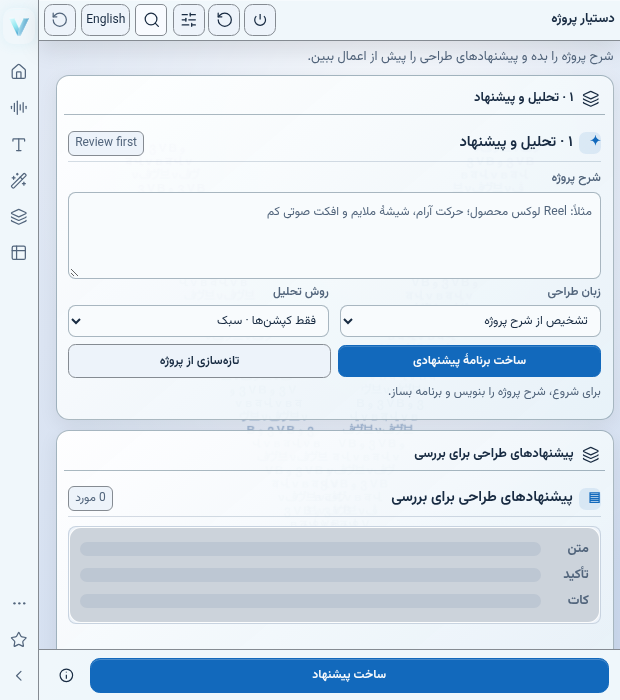 دستیار پروژه
English
شرح پروژه را بده و پیشنهادهای طراحی را پیش از اعمال ببین.
۰۱ · تحلیل و پیشنهاد
۰۱ · تحلیل و پیشنهاد
Review first
شرح پروژه
مثلاً: Reel لوکس محصول؛ حرکت آرام، شیشهٔ ملایم و افکت صوتی کم
زبان طراحی
روش تحلیل
تشخیص از شرح پروژه
فقط کپشن‌ها · سبک
ساخت برنامهٔ پیشنهادی
تازه‌سازی از پروژه
برای شروع، شرح پروژه را بنویس و برنامه بساز.
پیشنهادهای طراحی برای بررسی
پیشنهادهای طراحی برای بررسی
0 مورد
متن
تأکید
کات
ساخت پیشنهاد